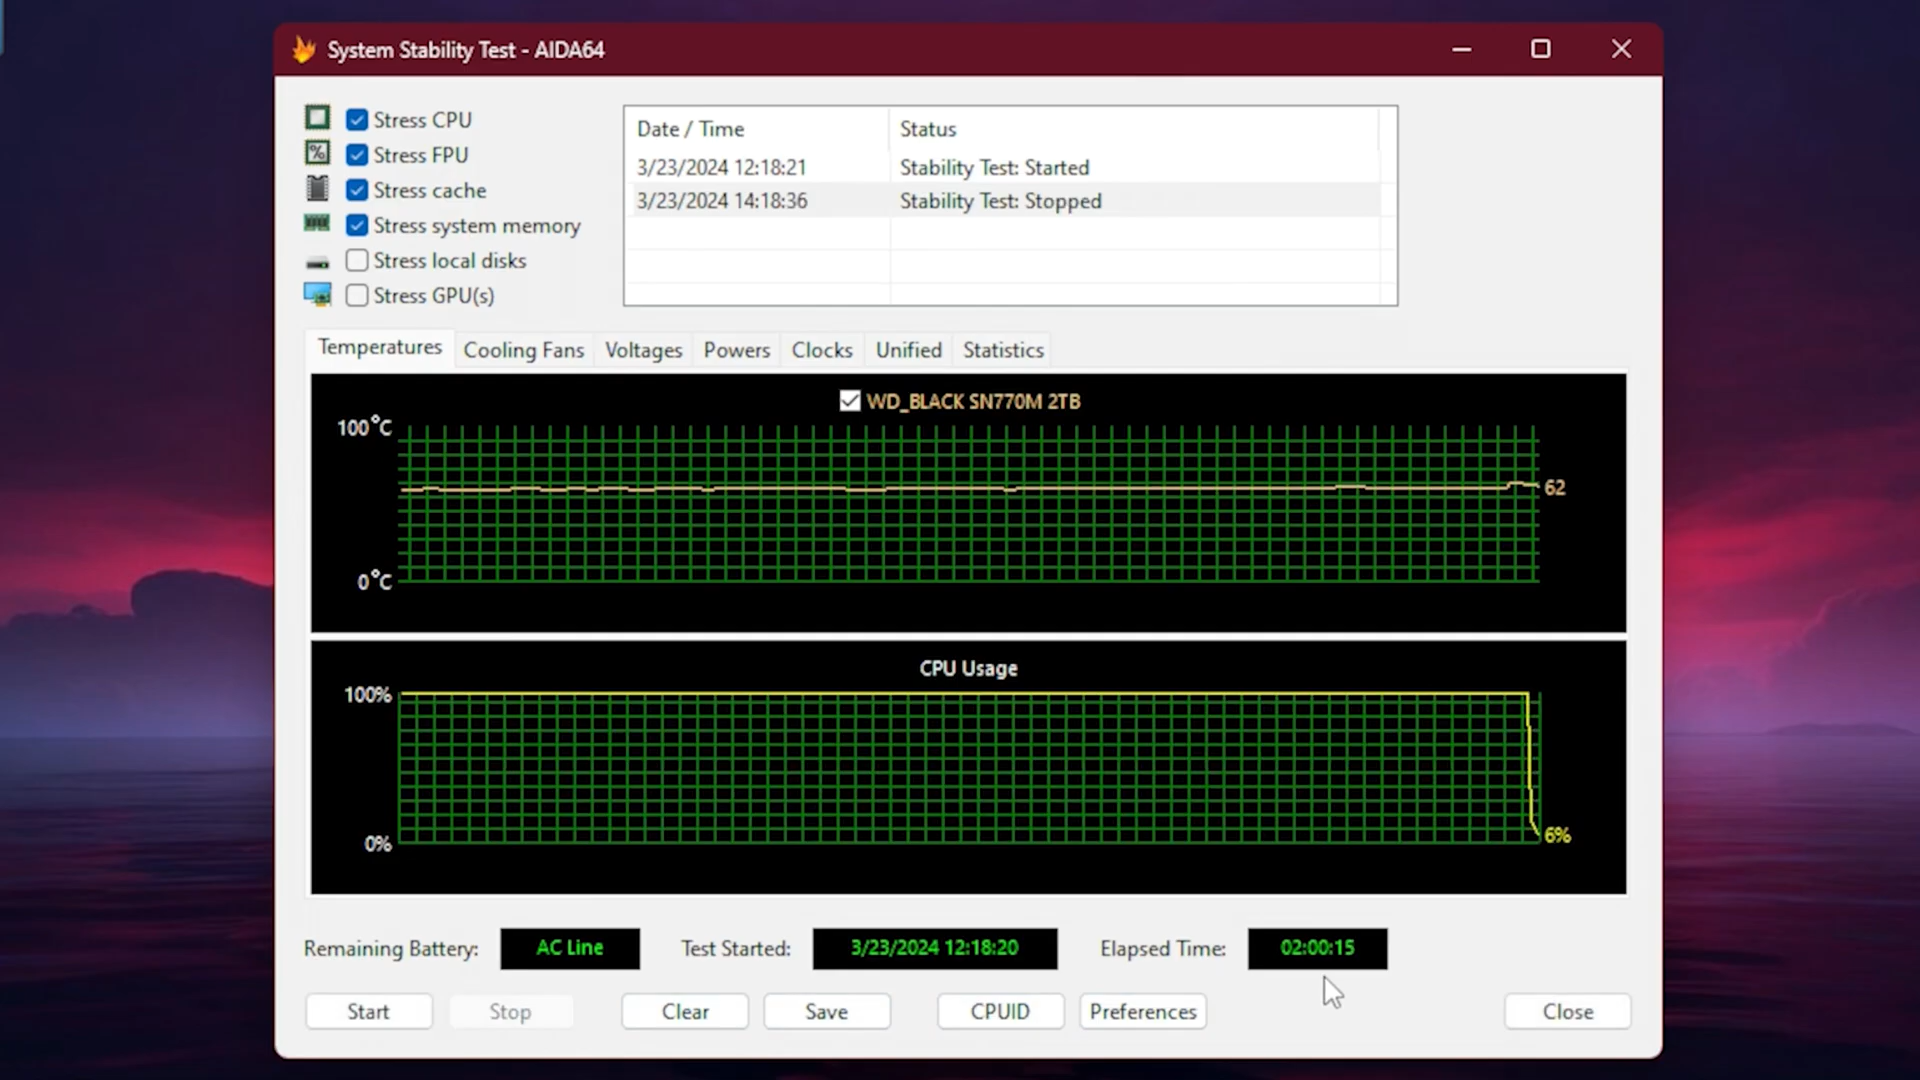 System Stability Test - AIDA64
Stress CPU
Stress FPU
Stress cache
Stress system memory
Stress local disks
Stress GPU(s)
Date / Time Status
3/23/2024 12:18:21 Stability Test: Started
3/23/2024 14:18:36 Stability Test: Stopped
Temperatures Cooling Fans Voltages Powers Clocks Unified Statistics
WD_BLACK SN770M 2TB
100°C
62
0°C
CPU Usage
100%
6%
0%
Remaining Battery: AC Line Test Started: 3/23/2024 12:18:20 Elapsed Time: 02:00:15
Start Stop Clear Save CPUID Preferences Close